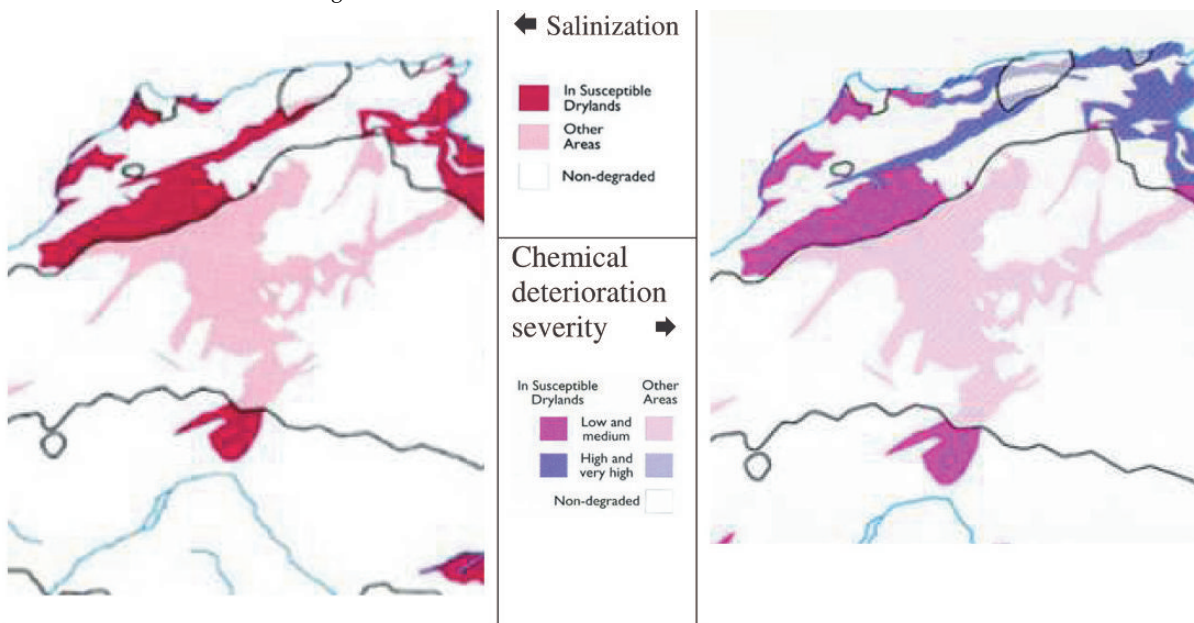 Salinization
In Susceptible
Drylands
Other
Areas
Non-degraded
Chemical
deterioration
severity
In Susceptible
Drylands
Other
Areas
Low and
medium
High and
very high
Non-degraded